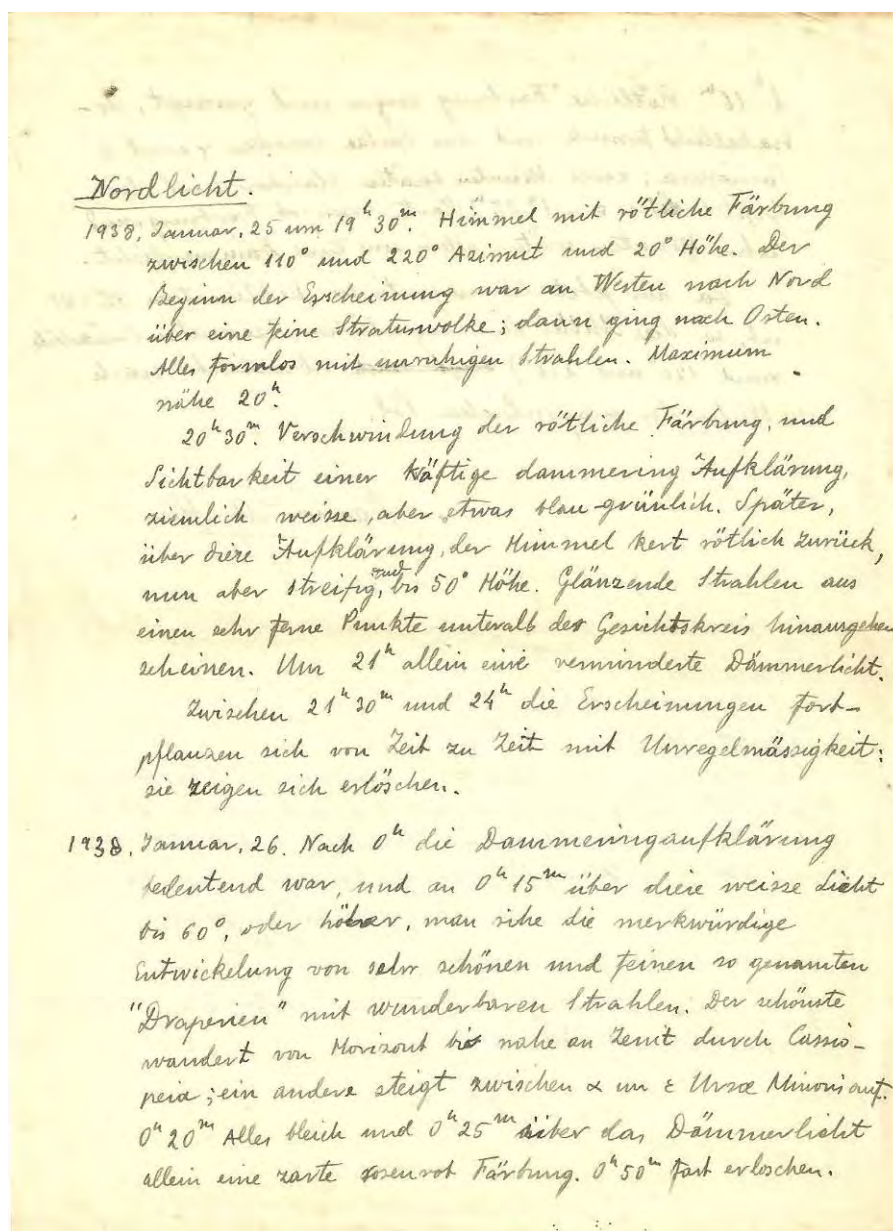 Nordlicht.
1938, Januar, 25 um 19ʰ 30ᵐ. Himmel mit rötliche Färbung
zwischen 110° und 220° Azimut und 20° Höhe. Der
Beginn der Erscheinung war an Westen nach Nord
über eine feine Stratuswolke; dann ging nach Osten.
Alles formlos mit unruhigen Strahlen. Maximum
nähe 20ʰ.
20ʰ 30ᵐ. Verschwindung der rötliche Färbung, und
Sichtbarkeit einer käftige dammering Aufklärung,
ziemlich weisse, aber etwas blau-grünlich. Später,
über diese Aufklärung, der Himmel kert rötlich zurück,
nun aber streifig, und bis 50° Höhe. Glänzende Strahlen aus
einen sehr ferne Punkte unteralb des Gesichtskreis hinausgehen
scheinen. Um 21ʰ allein eine verminderte Dämmerlicht.
Zwischen 21ʰ 30ᵐ und 24ʰ die Erscheinungen fort-
pflanzen sich von Zeit zu Zeit mit Unregelmässigkeit:
sie zeigen sich erlöschen.
1938, Januar, 26. Nach 0ʰ die Dammeringaufklärung
bedeutend war, und an 0ʰ 15ᵐ über diese weisse Licht
bis 60°, oder höher, man sihe die merkwürdige
Entwickelung von sehr schönen und feinen so genamten
"Draperien" mit wunderbaren Strahlen. Der schönste
wandert von Horizont bis nahe an Zenit durch Cassio-
peia; ein andere steigt zwischen α un ε Ursæ Minoris auf.
0ʰ 20ᵐ Alles bleich und 0ʰ 25ᵐ über das Dämmerlicht
allein eine zarte rosenrot Färbung. 0ʰ 50ᵐ fast erloschen.